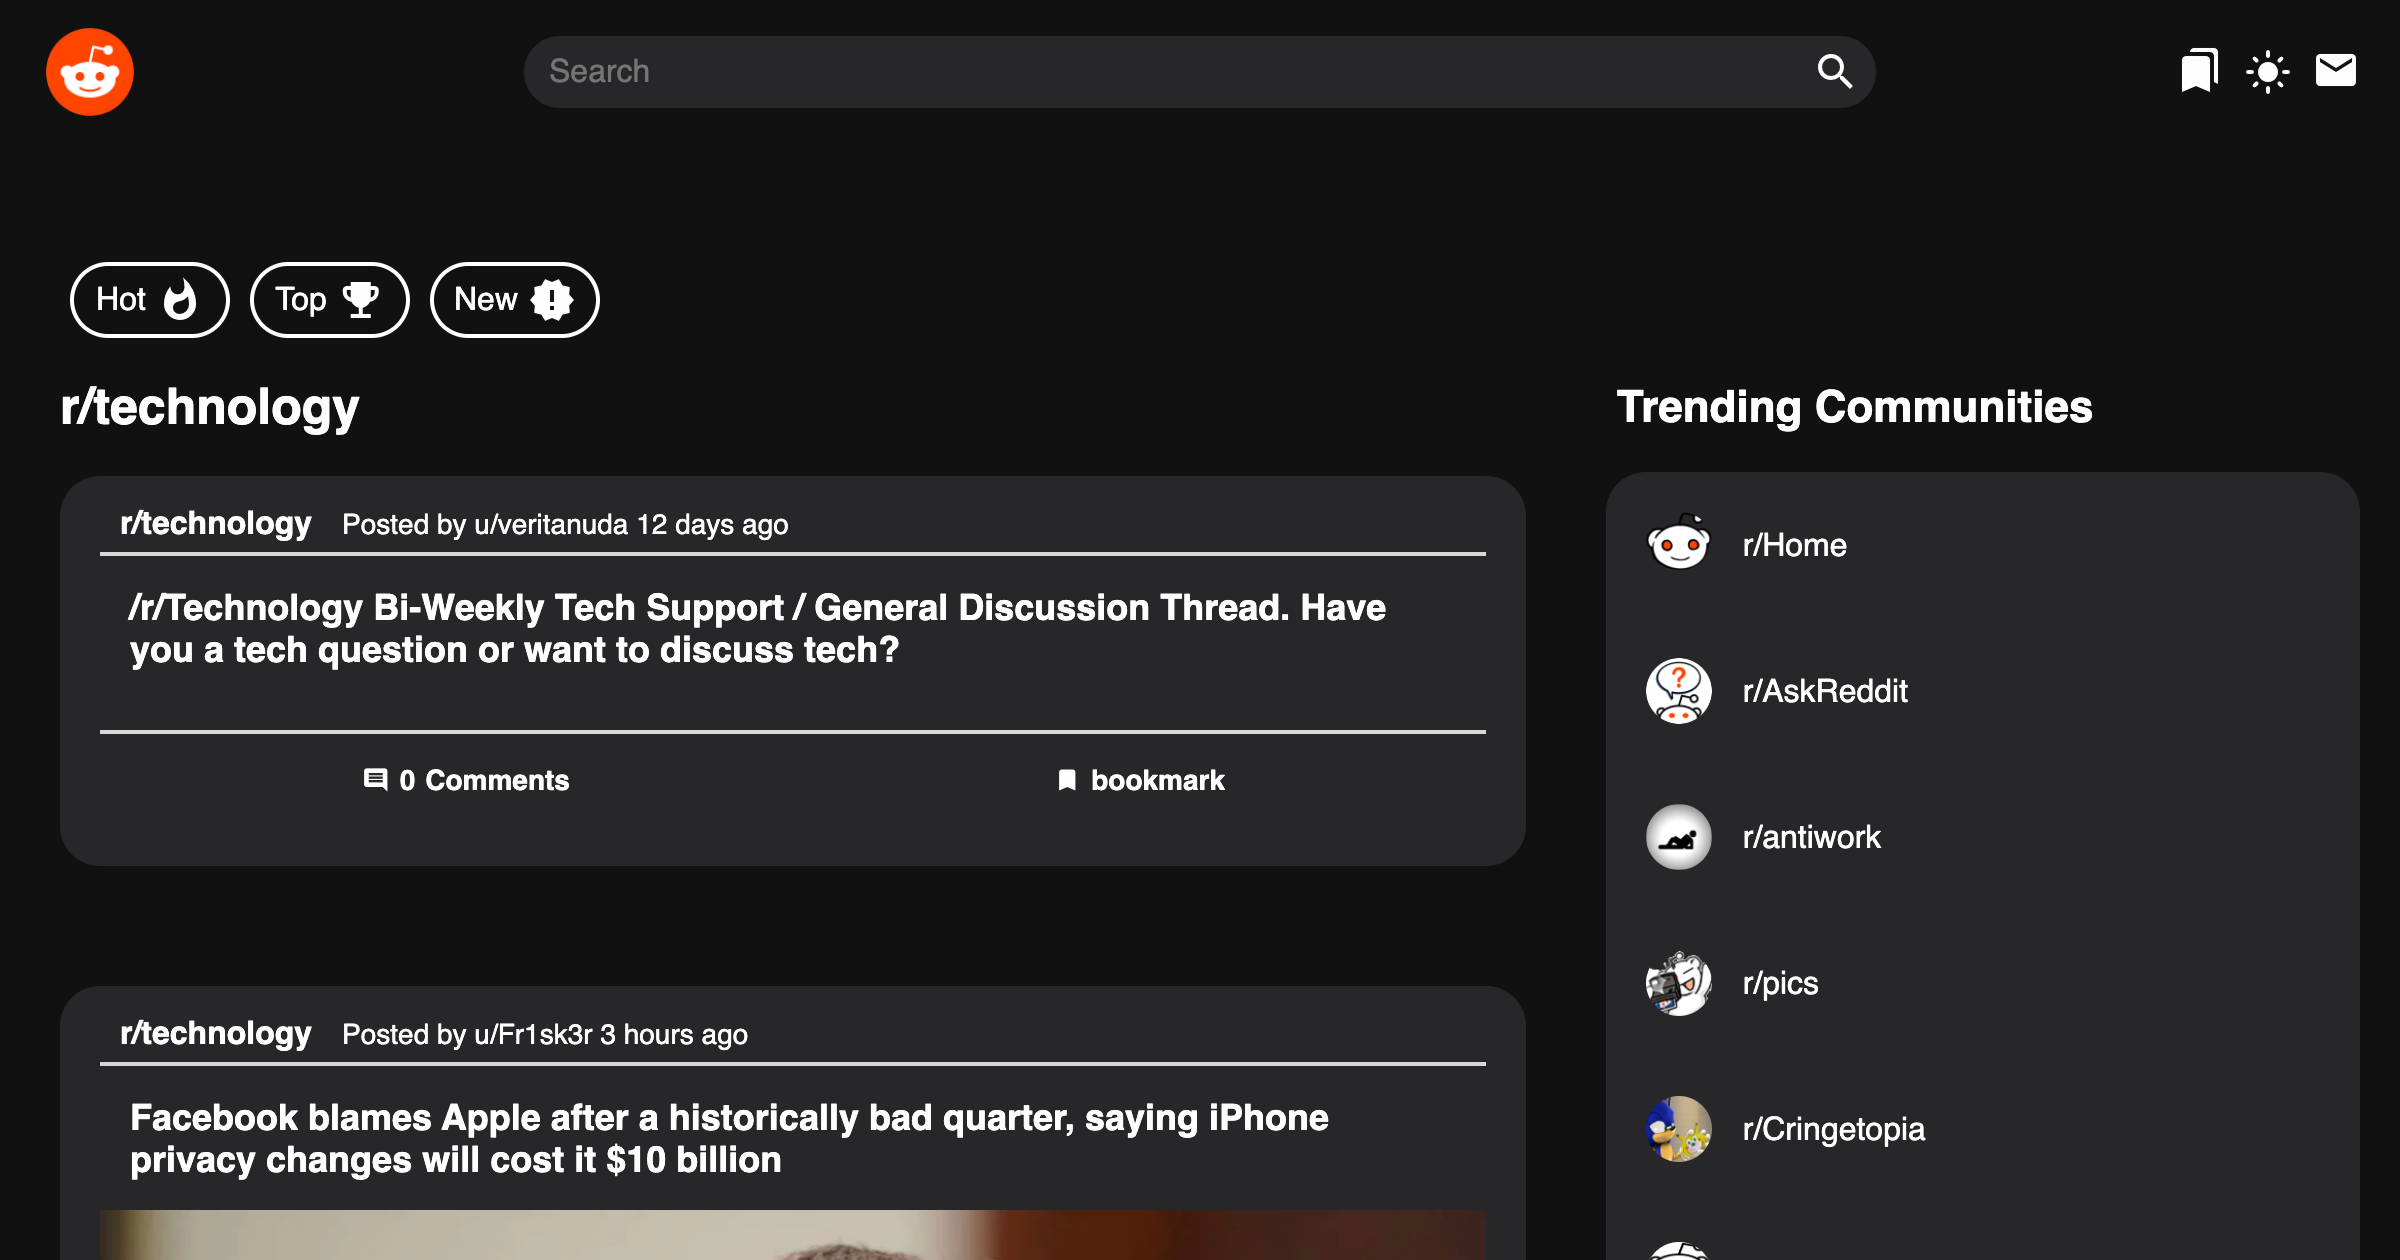 Search
Hot
Top
New
r/technology
Trending Communities
r/technology Posted by u/veritanuda 12 days ago
/r/Technology Bi-Weekly Tech Support / General Discussion Thread. Have
you a tech question or want to discuss tech?
0 Comments
bookmark
r/technology Posted by u/Fr1sk3r 3 hours ago
Facebook blames Apple after a historically bad quarter, saying iPhone
privacy changes will cost it $10 billion
r/Home
r/AskReddit
r/antiwork
r/pics
r/Cringetopia